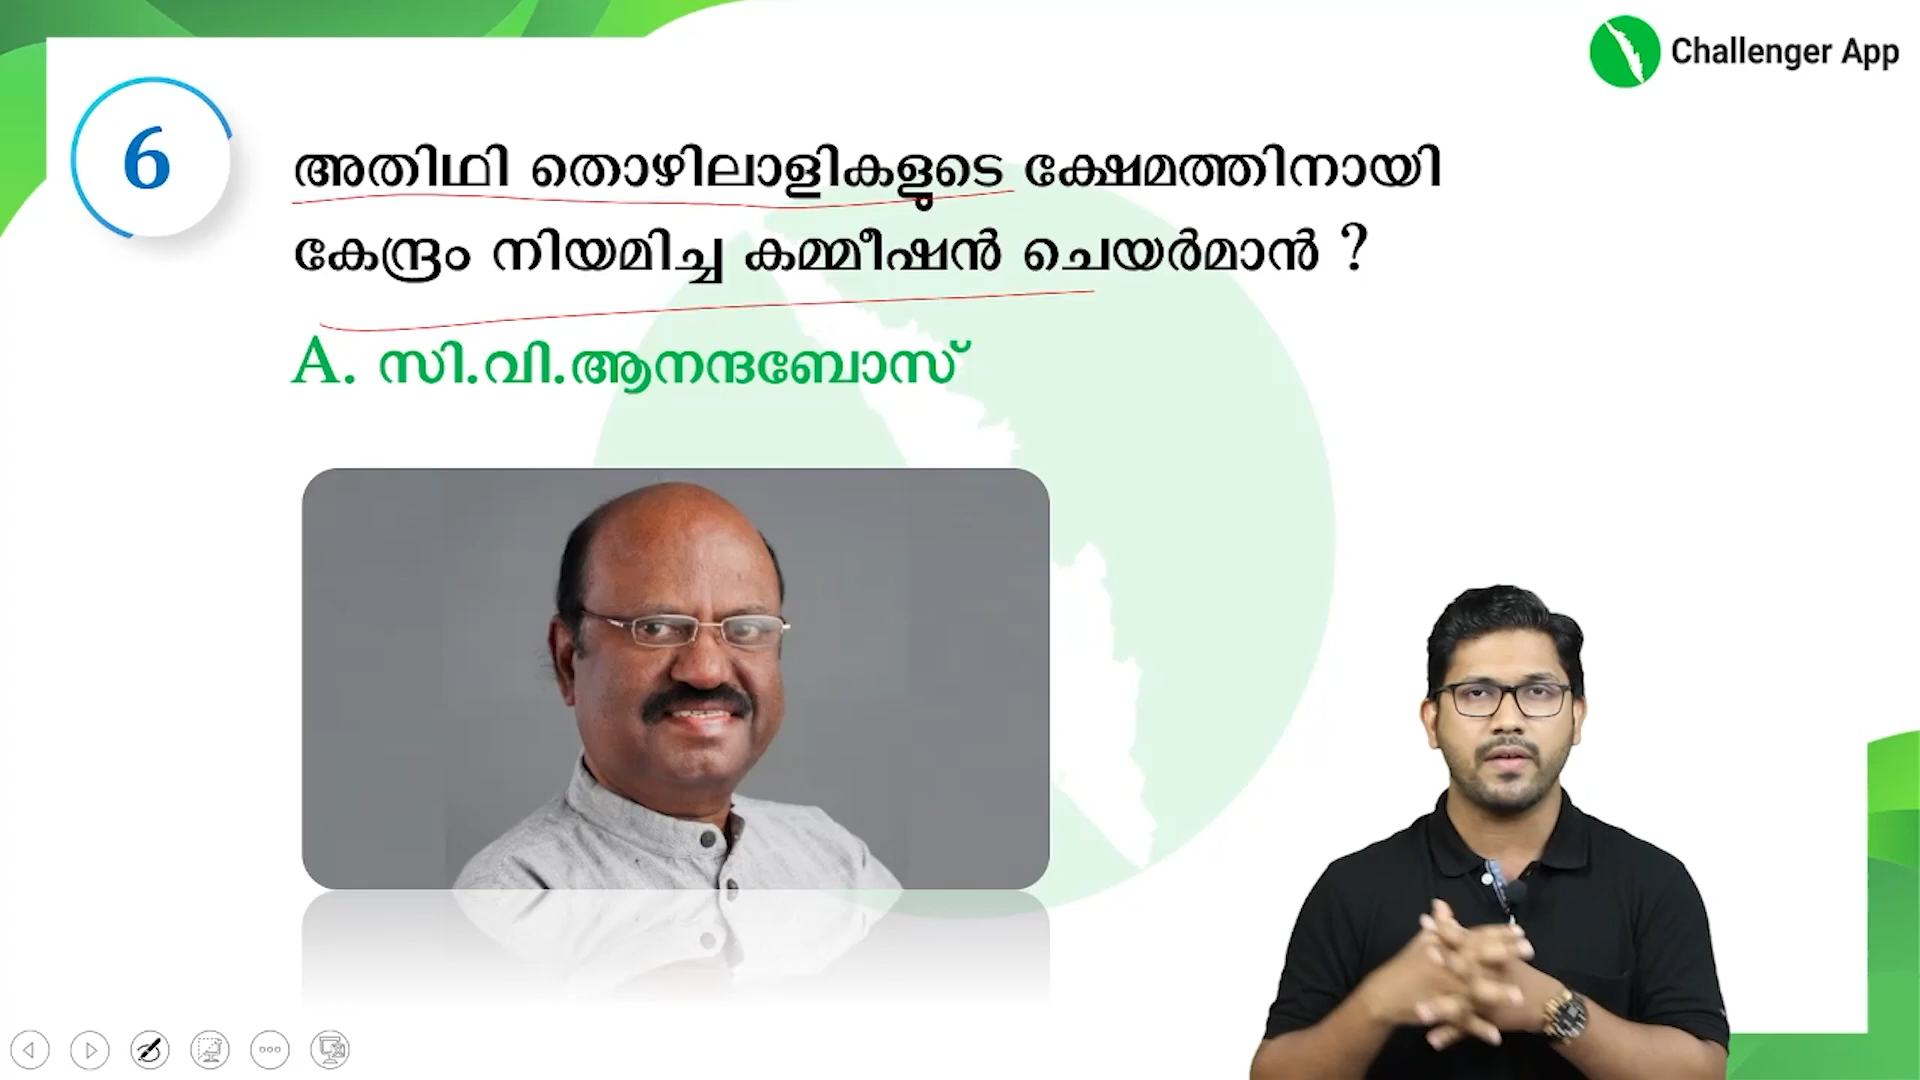 Challenger App
6
അതിഥി തൊഴിലാളികളുടെ ക്ഷേമത്തിനായി
കേന്ദ്രം നിയമിച്ച കമ്മീഷൻ ചെയർമാൻ ?
A. സി.വി.ആനന്ദബോസ്